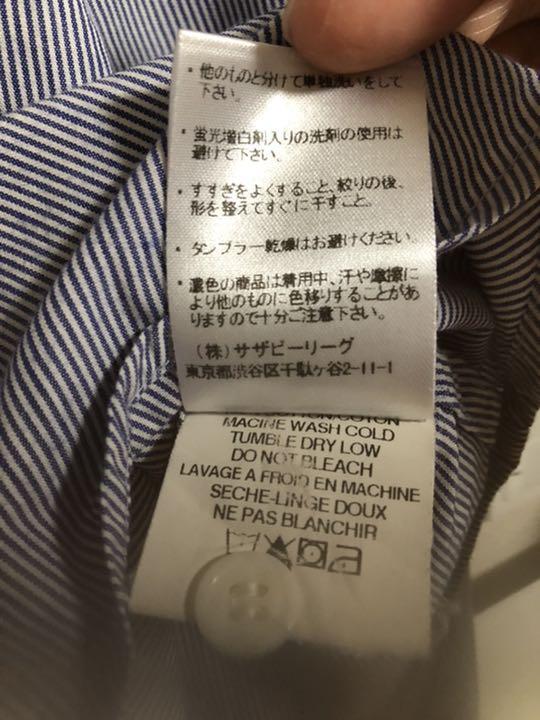 ・他のものと分けて単独洗いをして
下さい。
・蛍光増白剤入りの洗剤の使用は
避けて下さい。
・すすぎをよくすること、絞りの後、
形を整えてすぐに干すこと。
・タンブラー乾燥はお避けください。
・濃色の商品は着用中、汗や摩擦に
より他のものに色移りすることがあ
りますので十分ご注意下さい。
(株)サザビーリーグ
東京都渋谷区千駄ヶ谷2-11-1
COTTON/COTON
MACINE WASH COLD
TUMBLE DRY LOW
DO NOT BLEACH
LAVAGE A FROID EN MACHINE
SECHE-LINGE DOUX
NE PAS BLANCHIR